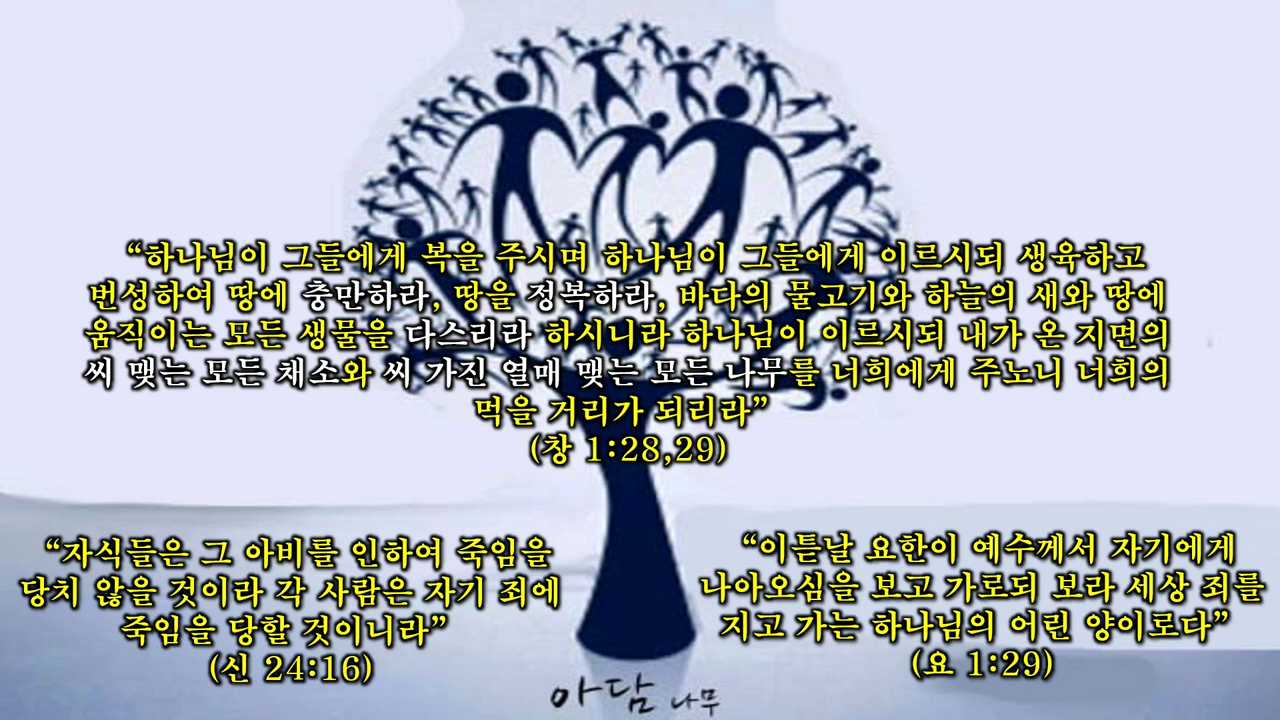 “하나님이 그들에게 복을 주시며 하나님이 그들에게 이르시되 생육하고
번성하여 땅에 충만하라, 땅을 정복하라, 바다의 물고기와 하늘의 새와 땅에
움직이는 모든 생물을 다스리라 하시니라 하나님이 이르시되 내가 온 지면의
씨 맺는 모든 채소와 씨 가진 열매 맺는 모든 나무를 너희에게 주노니 너희의
먹을 거리가 되리라”
(창 1:28,29)
“자식들은 그 아비를 인하여 죽임을
당치 않을 것이라 각 사람은 자기 죄에
죽임을 당할 것이니라”
(신 24:16)
“이튿날 요한이 예수께서 자기에게
나아오심을 보고 가로되 보라 세상 죄를
지고 가는 하나님의 어린 양이로다”
(요 1:29)
아담 나무